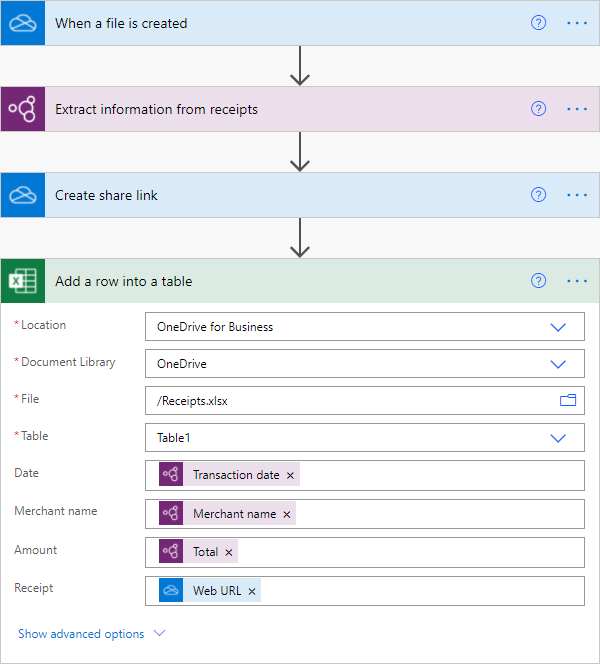 When a file is created
Extract information from receipts
Create share link
Add a row into a table
* Location OneDrive for Business
* Document Library OneDrive
* File /Receipts.xlsx
* Table Table1
Date Transaction date ×
Merchant name Merchant name ×
Amount Total ×
Receipt Web URL ×
Show advanced options